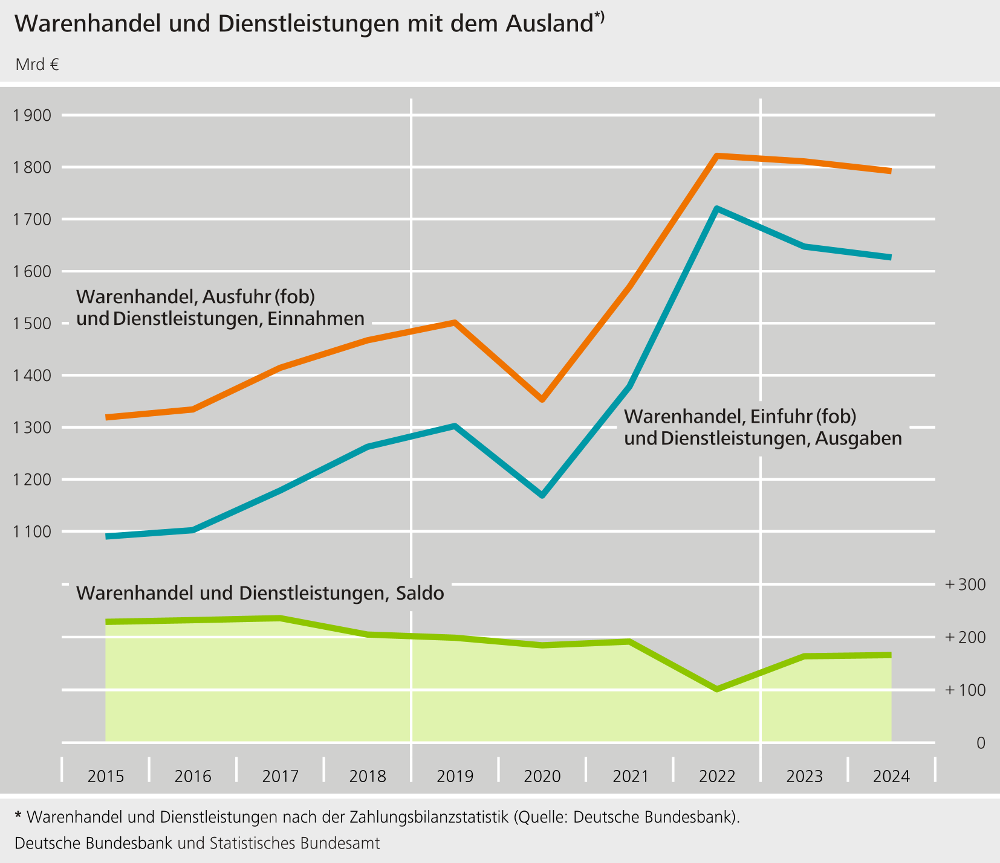 Warenhandel und Dienstleistungen mit dem Ausland*)
Mrd €
1 900
1 800
1 700
1 600
Warenhandel, Ausfuhr (fob)
und Dienstleistungen, Einnahmen
1 500
1 400
1 300
Warenhandel, Einfuhr (fob)
und Dienstleistungen, Ausgaben
1 200
1 100
Warenhandel und Dienstleistungen, Saldo
+ 300
+ 200
+ 100
0
2015 2016 2017 2018 2019 2020 2021 2022 2023 2024
* Warenhandel und Dienstleistungen nach der Zahlungsbilanzstatistik (Quelle: Deutsche Bundesbank).
Deutsche Bundesbank und Statistisches Bundesamt